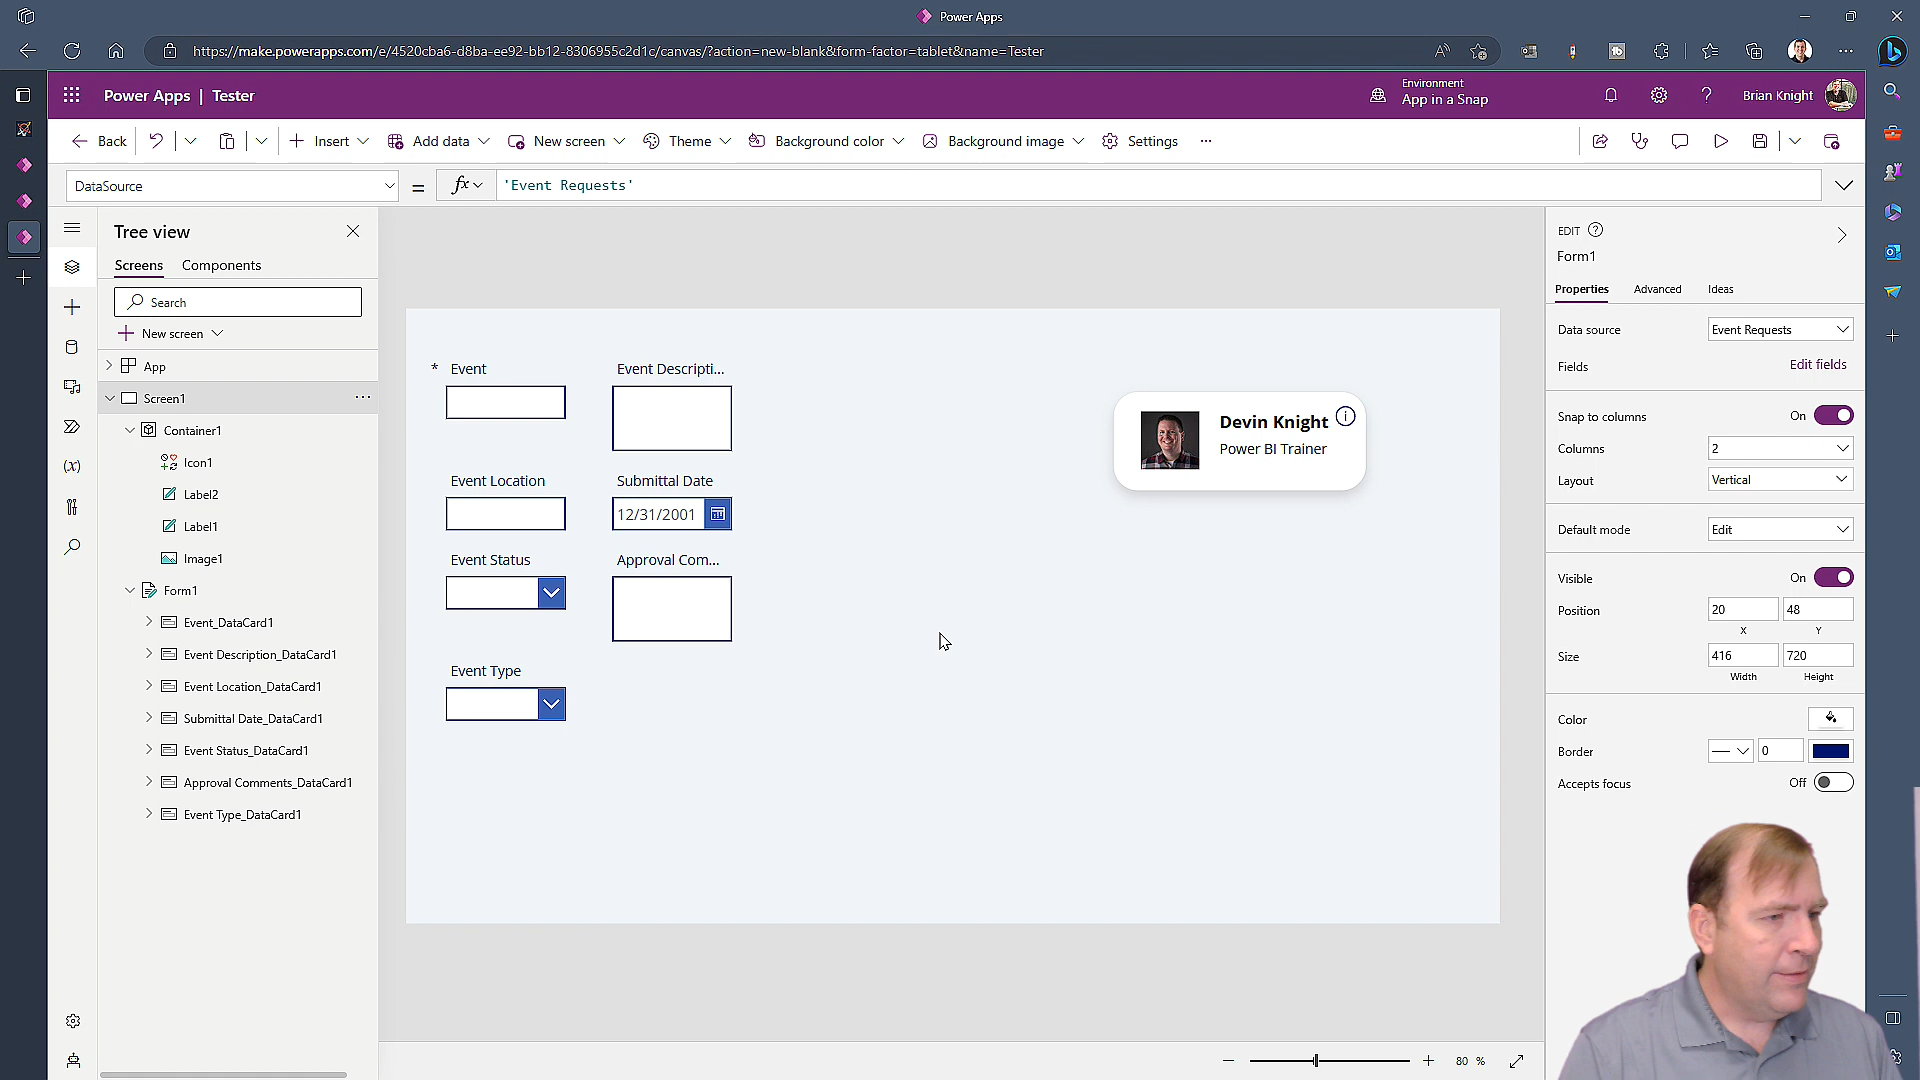 Power Apps
https://make.powerapps.com/e/4520cba6-d8ba-ee92-bb12-8306955c2d1c/canvas/?action=new-blank&form-factor=tablet&name=Tester
Power Apps | Tester
Environment
App in a Snap
Brian Knight
Back
Insert
Add data
New screen
Theme
Background color
Background image
Settings
DataSource
=
fx
'Event Requests'
Tree view
Screens
Components
Search
New screen
App
Screen1
Container1
Icon1
Label2
Label1
Image1
Form1
Event_DataCard1
Event Description_DataCard1
Event Location_DataCard1
Submittal Date_DataCard1
Event Status_DataCard1
Approval Comments_DataCard1
Event Type_DataCard1
* Event
Event Descripti...
Event Location
Submittal Date
12/31/2001
Event Status
Approval Com...
Event Type
Devin Knight
Power BI Trainer
EDIT
Form1
Properties
Advanced
Ideas
Data source
Event Requests
Fields
Edit fields
Snap to columns
On
Columns
2
Layout
Vertical
Default mode
Edit
Visible
On
Position
20
48
X
Y
Size
416
720
Width
Height
Color
Border
0
Accepts focus
Off
80 %